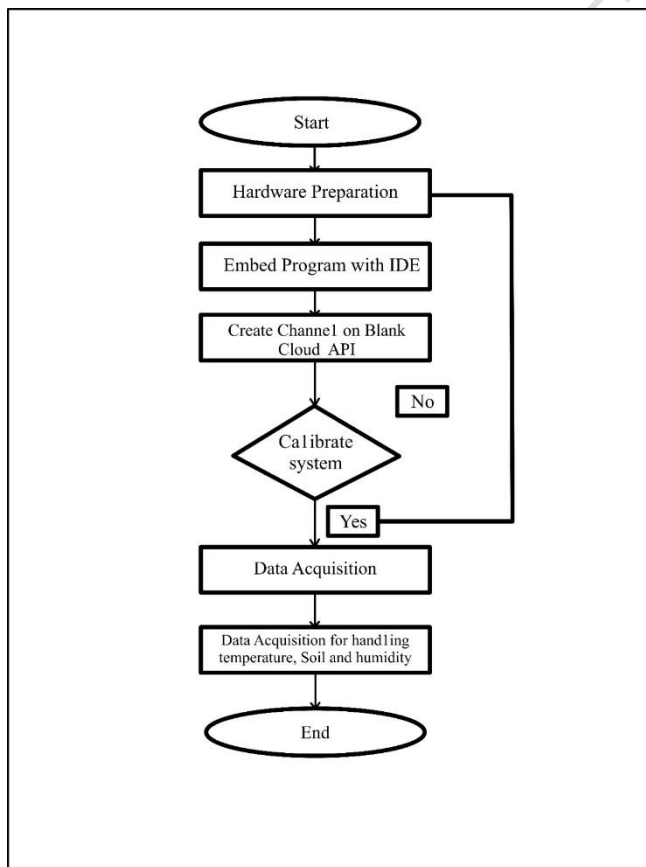 Start
Hardware Preparation
Embed Program with IDE
Create Channel on Blank
Cloud API
No
Calibrate
system
Yes
Data Acquisition
Data Acquisition for handling
temperature, Soil and humidity
End